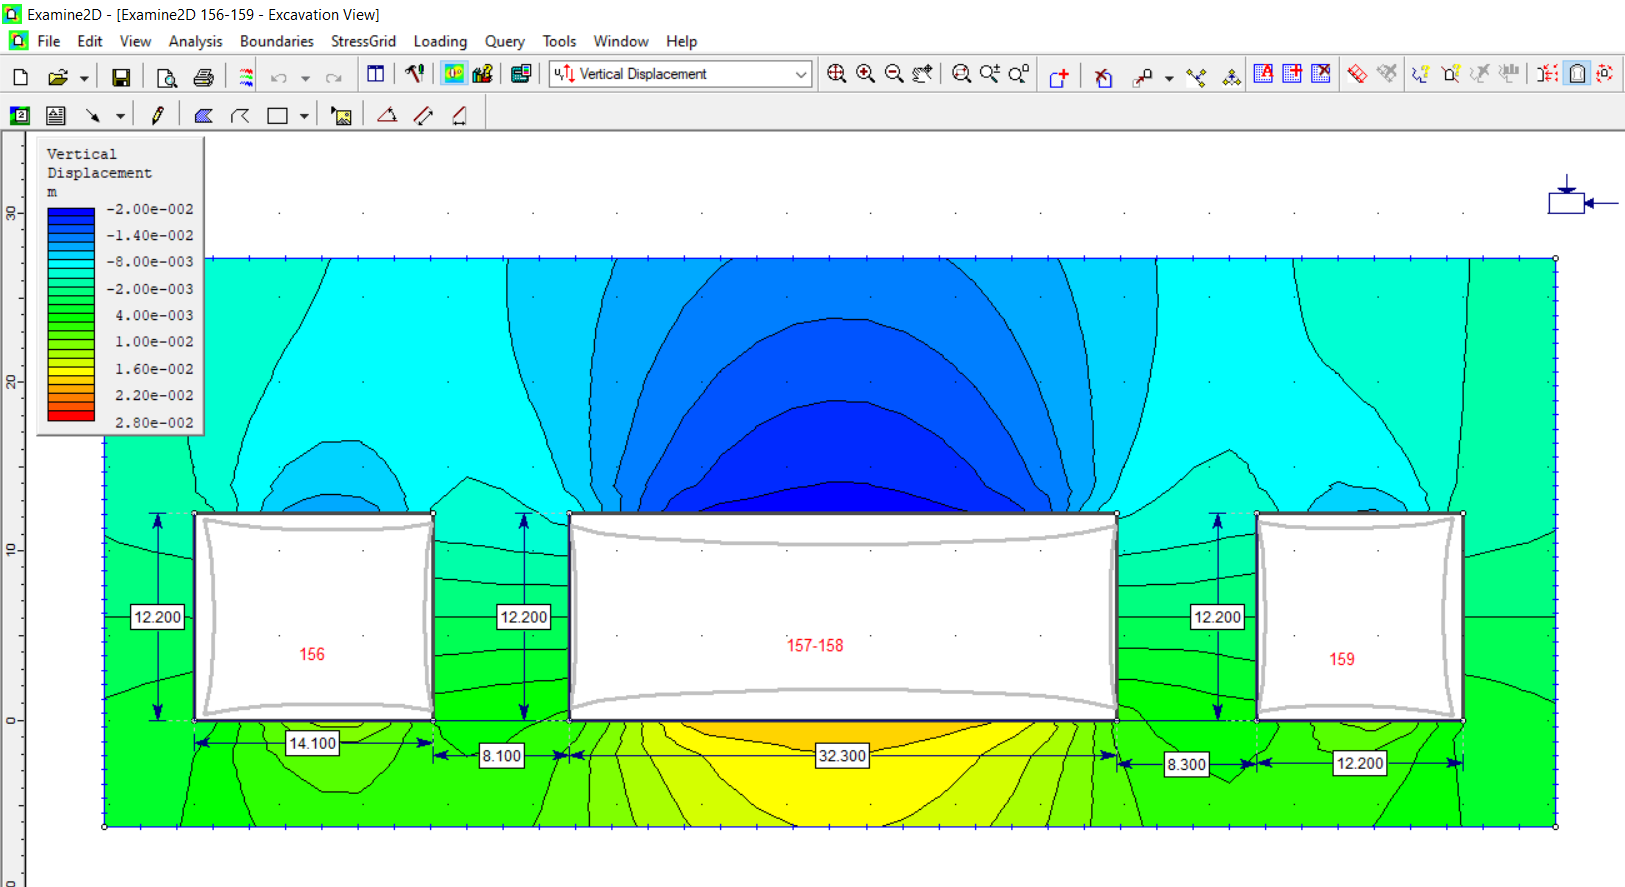 Examine2D - [Examine2D 156-159 - Excavation View]
File Edit View Analysis Boundaries StressGrid Loading Query Tools Window Help
Vertical Displacement
Vertical
Displacement
m
-2.00e-002
-1.40e-002
-8.00e-003
-2.00e-003
4.00e-003
1.00e-002
1.60e-002
2.20e-002
2.80e-002
30
20
10
0
12.200
12.200
12.200
156
157-158
159
14.100
8.100
32.300
8.300
12.200